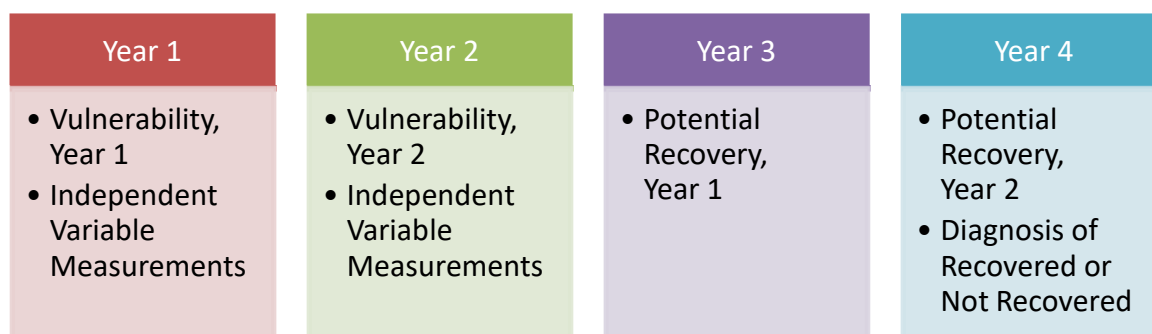 Year 1
• Vulnerability,
Year 1
• Independent
Variable
Measurements
Year 2
• Vulnerability,
Year 2
• Independent
Variable
Measurements
Year 3
• Potential
Recovery,
Year 1
Year 4
• Potential
Recovery,
Year 2
• Diagnosis of
Recovered or
Not Recovered